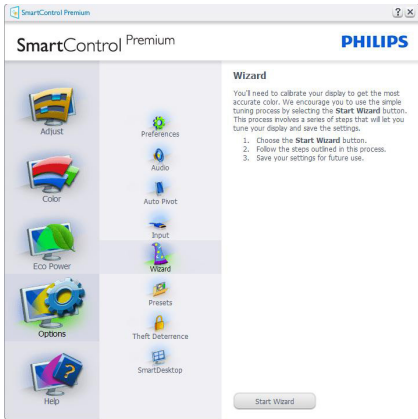 SmartControl Premium
? ×
SmartControl Premium
PHILIPS
Adjust
Color
Eco Power
Options
Help
Preferences
Audio
Auto Pivot
Input
Wizard
Presets
Theft Deterrence
SmartDesktop
Wizard
You'll need to calibrate your display to get the most
accurate color. We encourage you to use the simple
tuning process by selecting the Start Wizard button.
This process involves a series of steps that will let you
tune your display and save the settings.
1. Choose the Start Wizard button.
2. Follow the steps outlined in this process.
3. Save your settings for future use.
Start Wizard